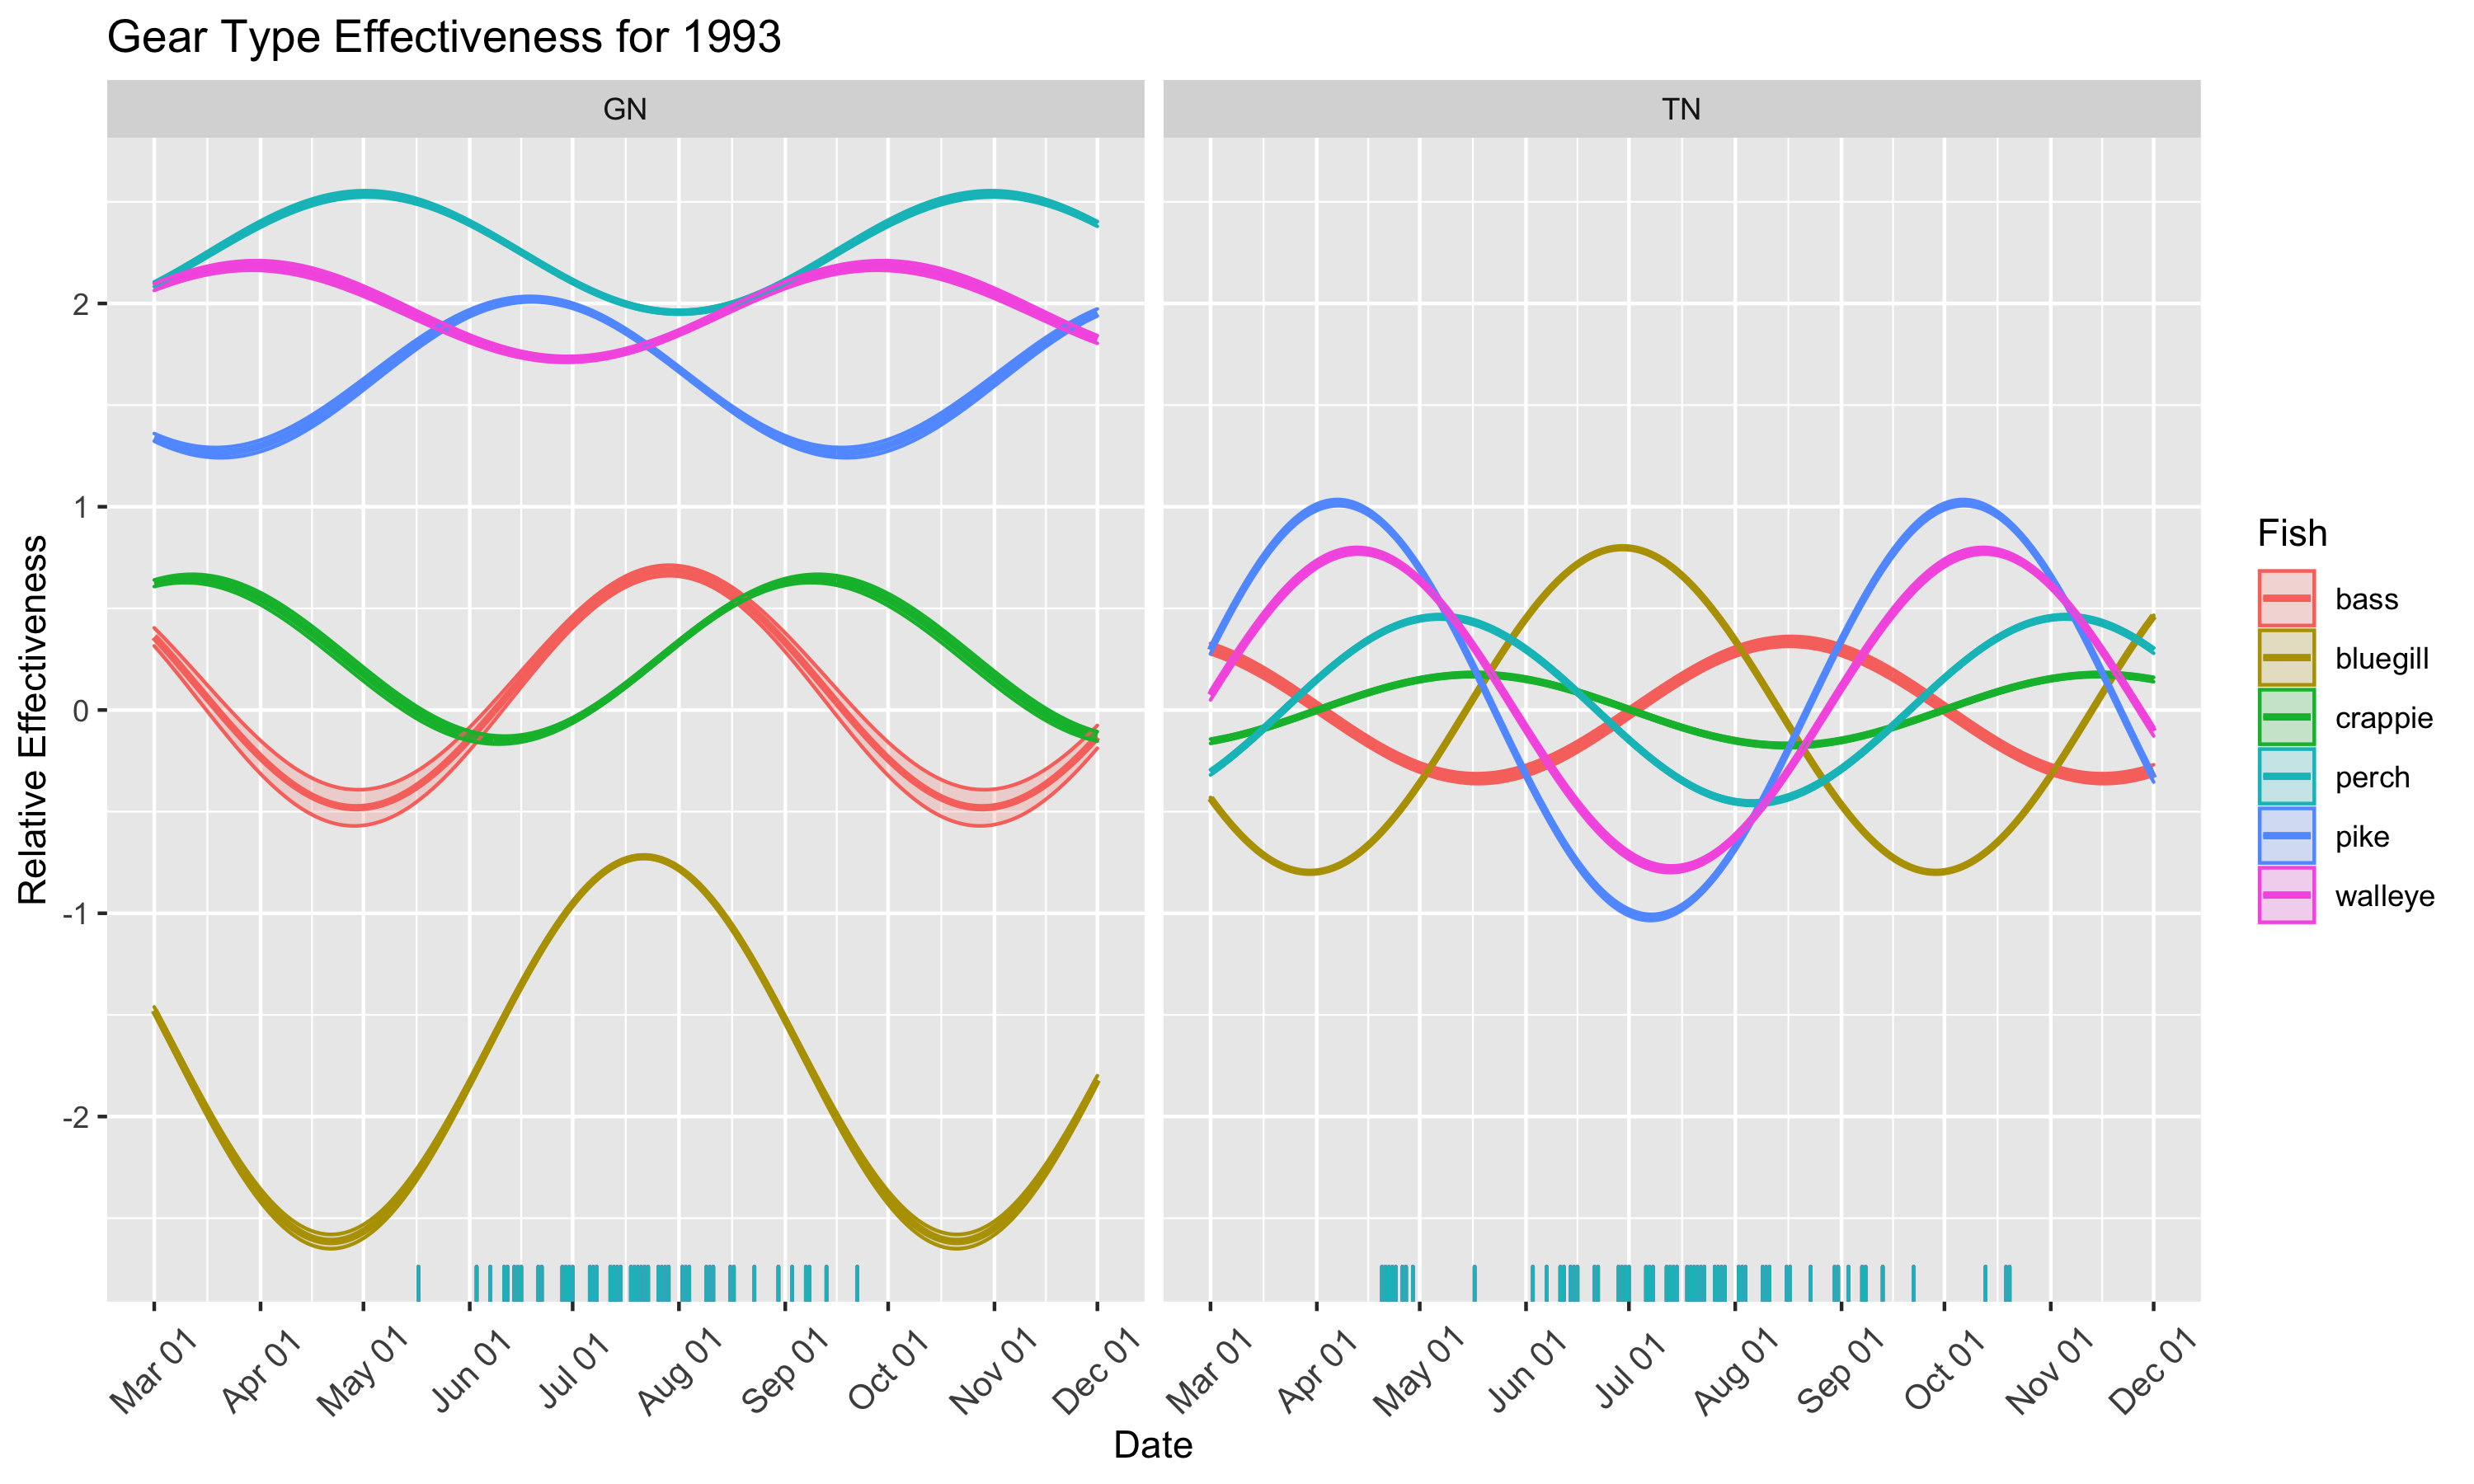 Gear Type Effectiveness for 1993
GN
TN
Relative Effectiveness
2
1
0
-1
-2
Mar 01
Apr 01
May 01
Jun 01
Jul 01
Aug 01
Sep 01
Oct 01
Nov 01
Dec 01
Mar 01
Apr 01
May 01
Jun 01
Jul 01
Aug 01
Sep 01
Oct 01
Nov 01
Dec 01
Date
Fish
bass
bluegill
crappie
perch
pike
walleye